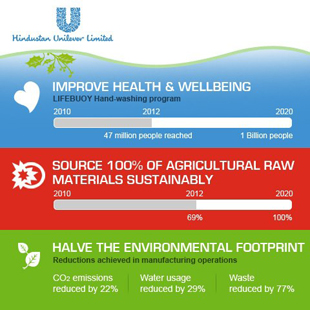 Hindustan Unilever Limited
IMPROVE HEALTH & WELLBEING
LIFEBUOY Hand-washing program
2010 2012 2020
47 million people reached 1 Billion people
SOURCE 100% OF AGRICULTURAL RAW
MATERIALS SUSTAINABLY
2010 2012 2020
69% 100%
HALVE THE ENVIRONMENTAL FOOTPRINT
Reductions achieved in manufacturing operations
CO2 emissions Water usage Waste
reduced by 22% reduced by 29% reduced by 77%